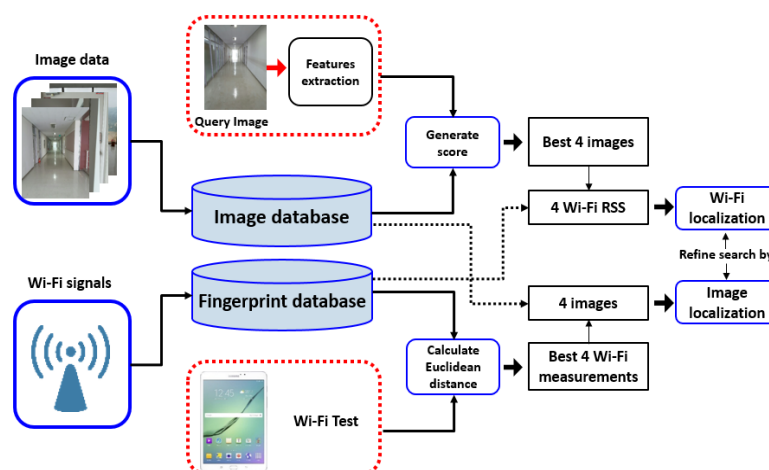 Image data
Features
extraction
Query Image
Generate
score
Best 4 images
Image database
4 Wi-Fi RSS
Wi-Fi
localization
Refine search by
Wi-Fi signals
Fingerprint database
4 images
Image
localization
Calculate
Euclidean
distance
Best 4 Wi-Fi
measurements
Wi-Fi Test